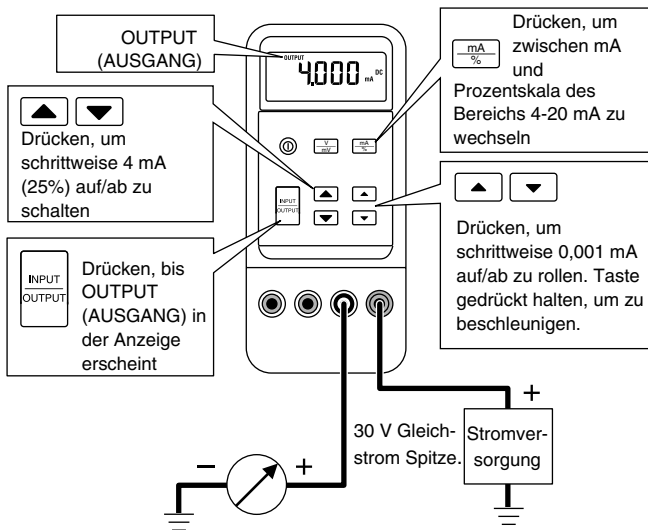 OUTPUT
(AUSGANG)
OUTPUT
4.000 mA DC
Drücken, um
mA
%
zwischen mA
und
Prozentskala des
Bereichs 4-20 mA zu
wechseln
Drücken, um
schrittweise 4 mA
(25%) auf/ab zu
schalten
V
mV
mA
%
INPUT
OUTPUT
Drücken, um
schrittweise 0,001 mA
auf/ab zu rollen. Taste
gedrückt halten, um zu
beschleunigen.
INPUT
OUTPUT
Drücken, bis
OUTPUT
(AUSGANG) in
der Anzeige
erscheint
+
30 V Gleich-
strom Spitze.
Stromver-
sorgung
– +